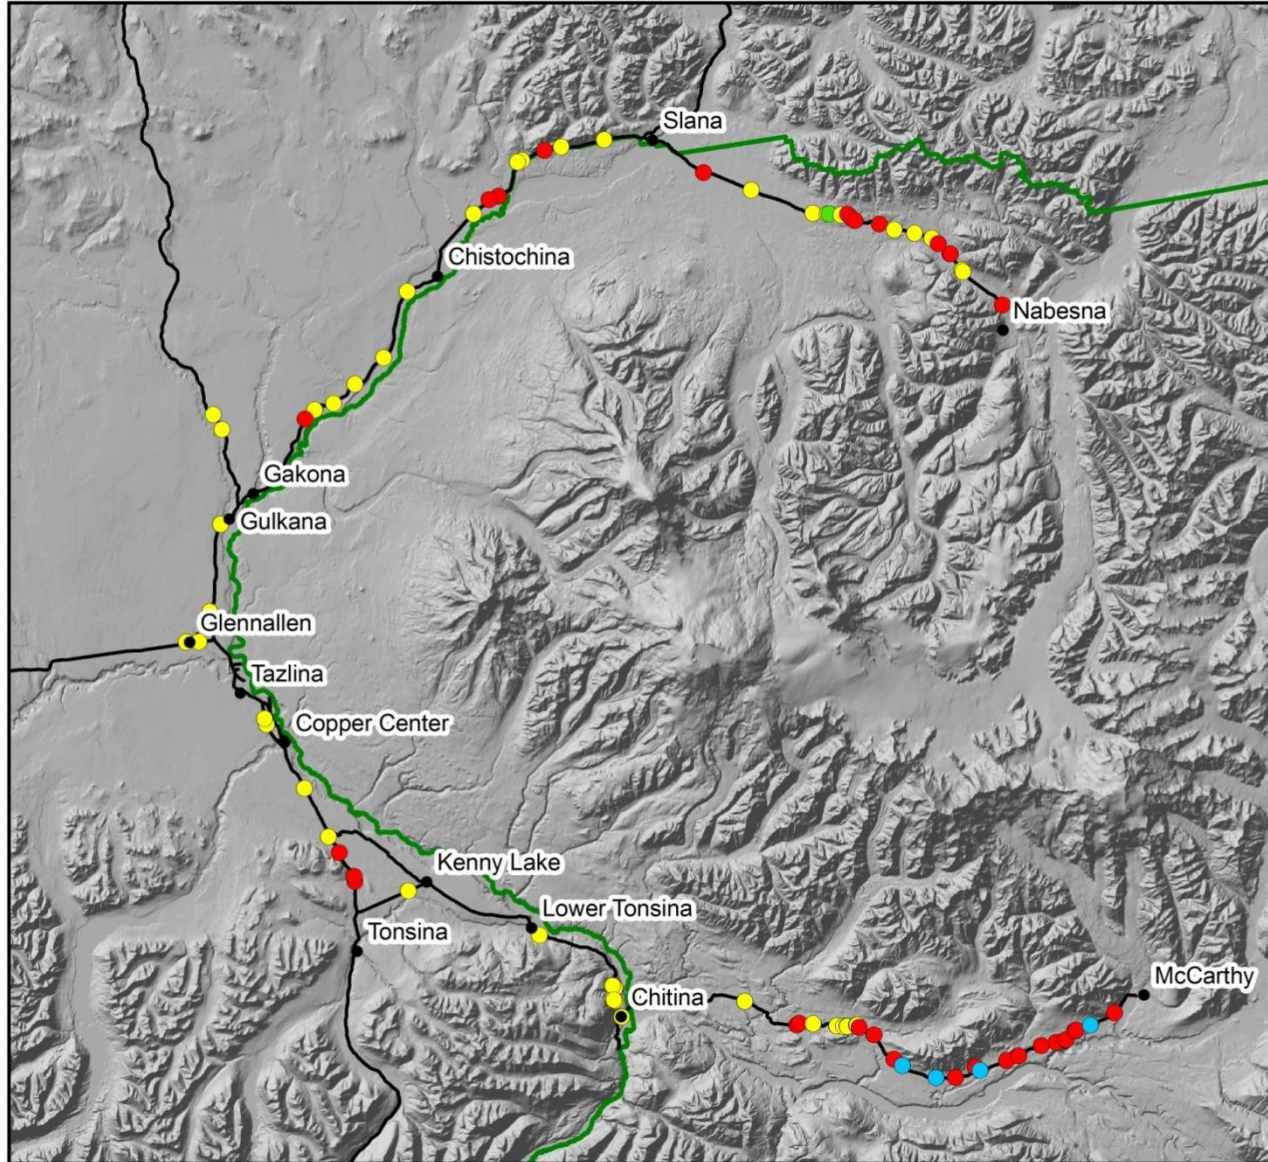 Slana
Chistochina
Nabesna
Gakona
Gulkana
Glennallen
Tazlina
Copper Center
Kenny Lake
Lower Tonsina
Tonsina
McCarthy
Chitina